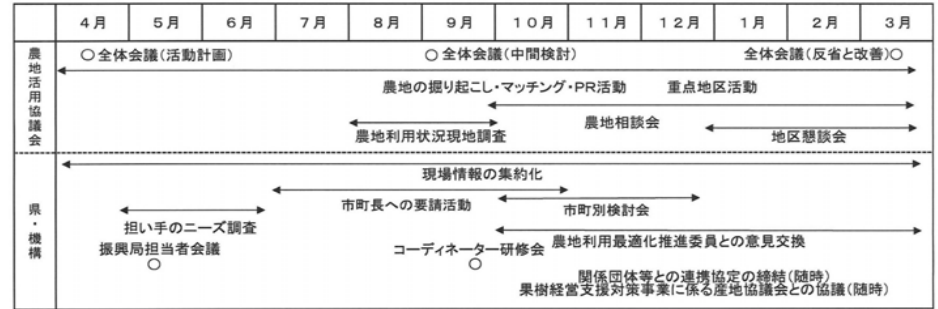 4月 5月 6月 7月 8月 9月 10月 11月 12月 1月 2月 3月
農地活用協議会
○全体会議(活動計画) ○全体会議(中間検討) 全体会議(反省と改善)○
農地の掘り起こし・マッチング・PR活動 重点地区活動
農地相談会
農地利用状況現地調査 地区懇談会
県・機構
現場情報の集約化
市町長への要請活動 市町別検討会
担い手のニーズ調査
農地利用最適化推進委員との意見交換
振興局担当者会議 コーディネーター研修会
関係団体等との連携協定の締結(随時)
果樹経営支援対策事業に係る産地協議会との協議(随時)